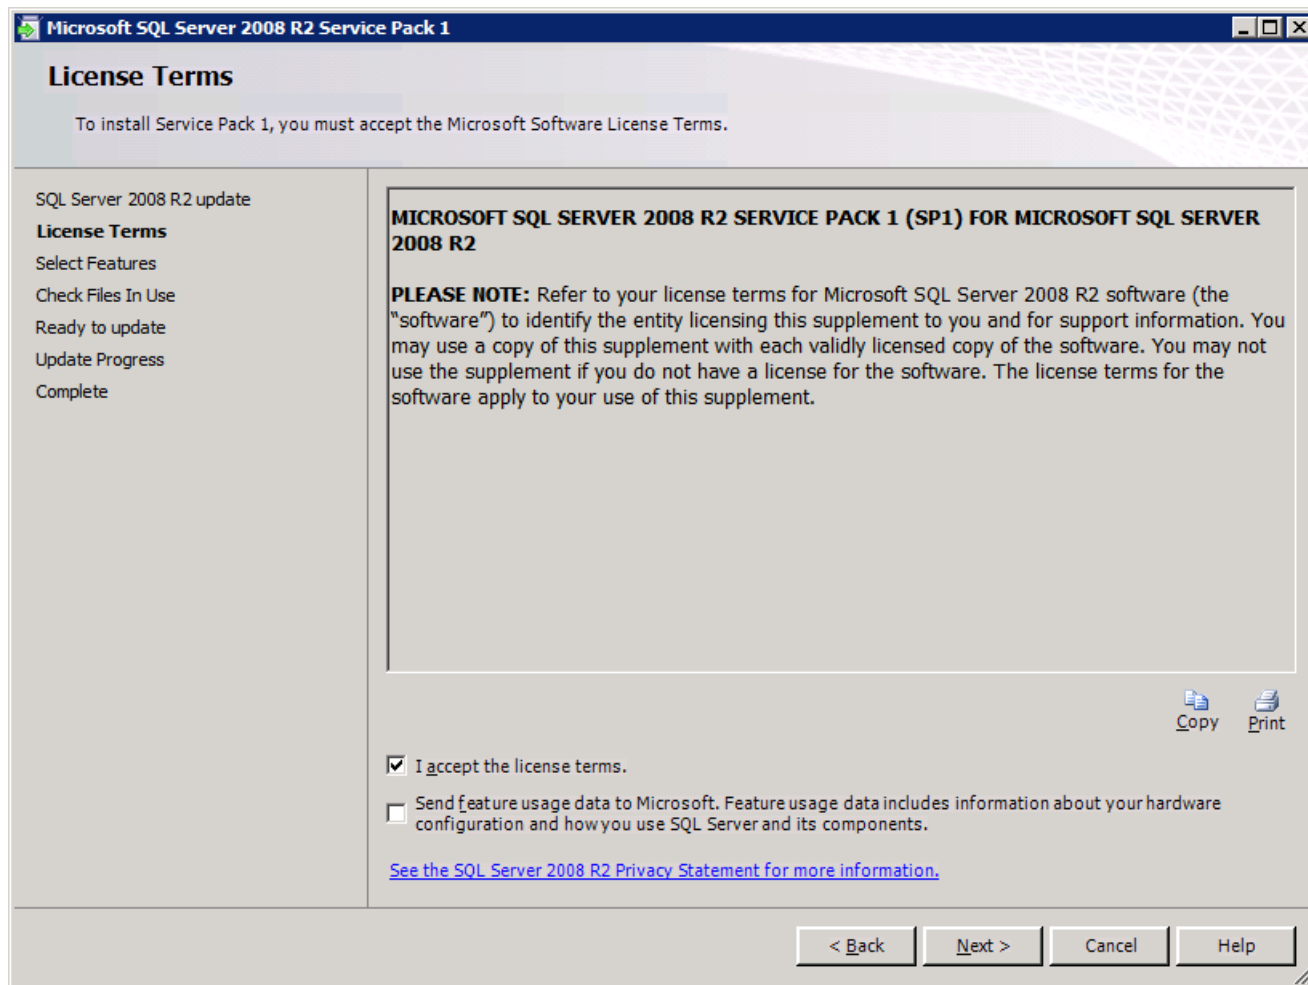 Microsoft SQL Server 2008 R2 Service Pack 1
License Terms
To install Service Pack 1, you must accept the Microsoft Software License Terms.
SQL Server 2008 R2 update
License Terms
Select Features
Check Files In Use
Ready to update
Update Progress
Complete
MICROSOFT SQL SERVER 2008 R2 SERVICE PACK 1 (SP1) FOR MICROSOFT SQL SERVER
2008 R2
PLEASE NOTE: Refer to your license terms for Microsoft SQL Server 2008 R2 software (the
“software”) to identify the entity licensing this supplement to you and for support information. You
may use a copy of this supplement with each validly licensed copy of the software. You may not
use the supplement if you do not have a license for the software. The license terms for the
software apply to your use of this supplement.
Copy
Print
I accept the license terms.
Send feature usage data to Microsoft. Feature usage data includes information about your hardware
configuration and how you use SQL Server and its components.
See the SQL Server 2008 R2 Privacy Statement for more information.
< Back
Next >
Cancel
Help